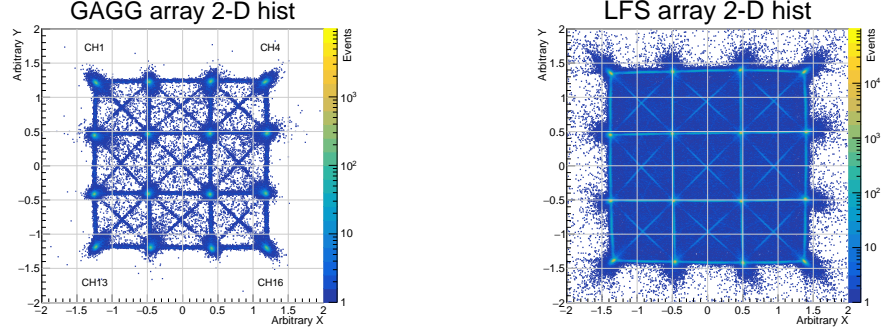 GAGG array 2-D hist
Arbitrary Y
2
1.5
1
0.5
0
−0.5
−1
−1.5
−2
CH1
CH4
CH13
CH16
−2 −1.5 −1 −0.5 0 0.5 1 1.5 2
Arbitrary X
Events
10³
10²
10
1
LFS array 2-D hist
Arbitrary Y
2
1.5
1
0.5
0
−0.5
−1
−1.5
−2
−2 −1.5 −1 −0.5 0 0.5 1 1.5 2
Arbitrary X
Events
10⁴
10³
10²
10
1